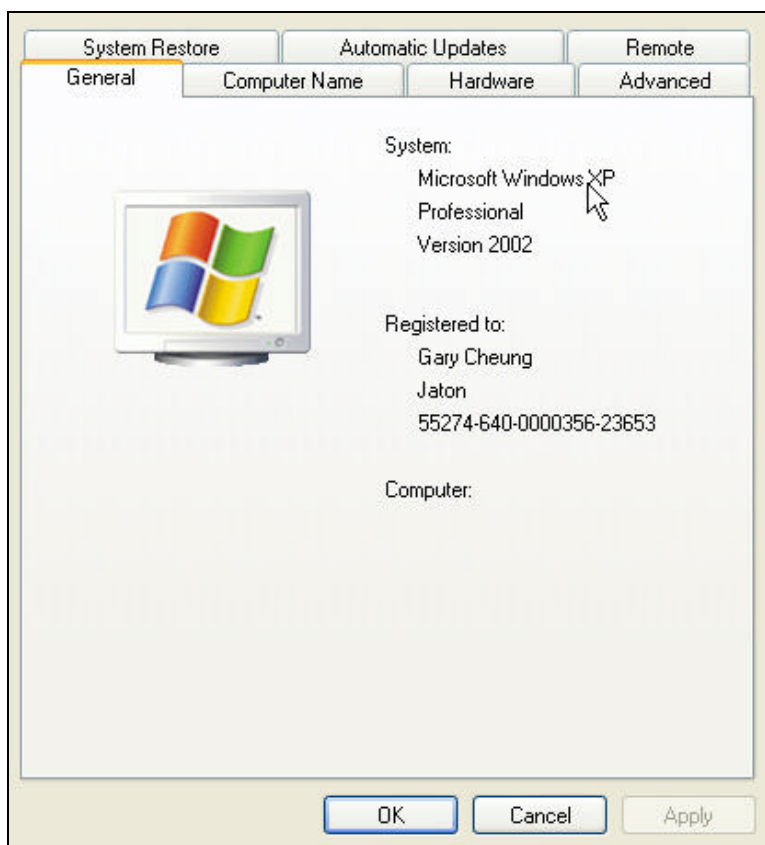 System Restore
Automatic Updates
Remote
General
Computer Name
Hardware
Advanced
System:
Microsoft Windows XP
Professional
Version 2002
Registered to:
Gary Cheung
Jaton
55274-640-0000356-23653
Computer:
OK
Cancel
Apply